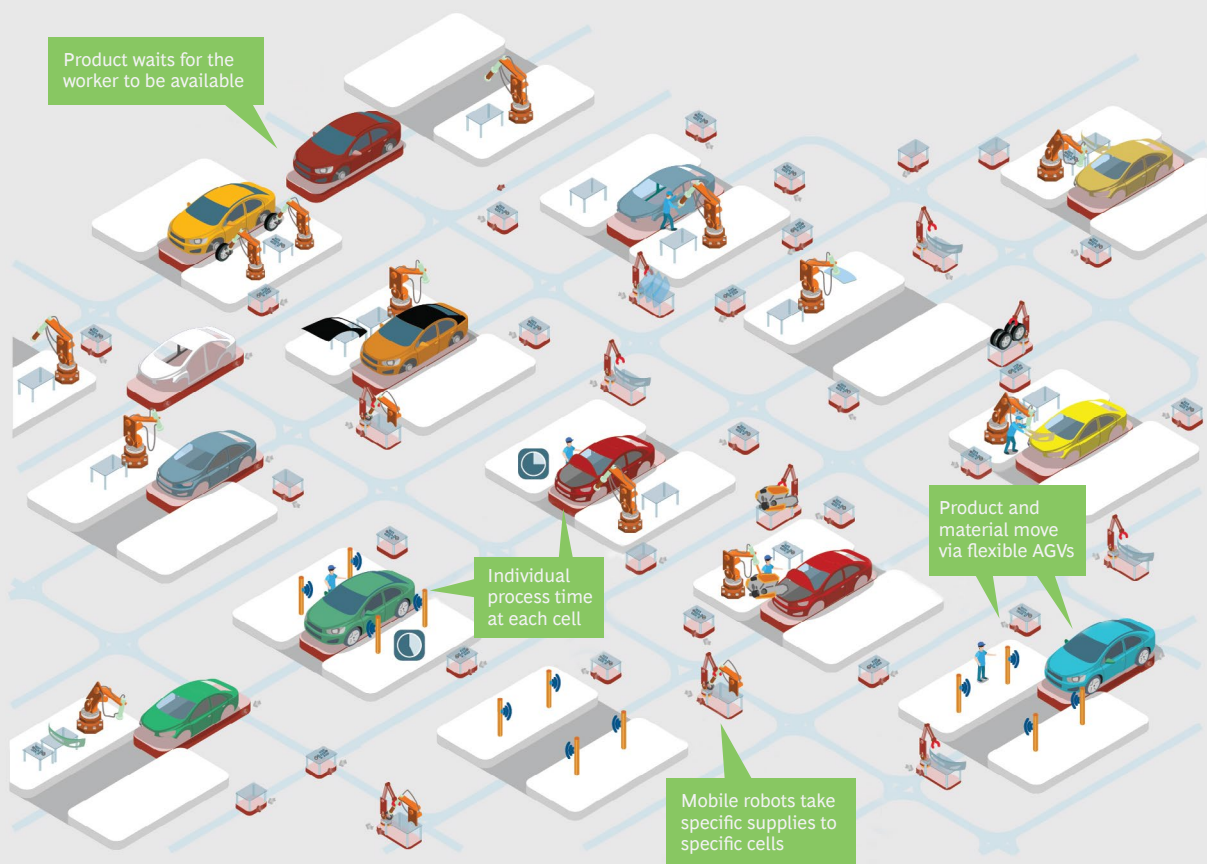 Product waits for the
worker to be available
Individual
process time
at each cell
Product and
material move
via flexible AGVs
Mobile robots take
specific supplies to
specific cells